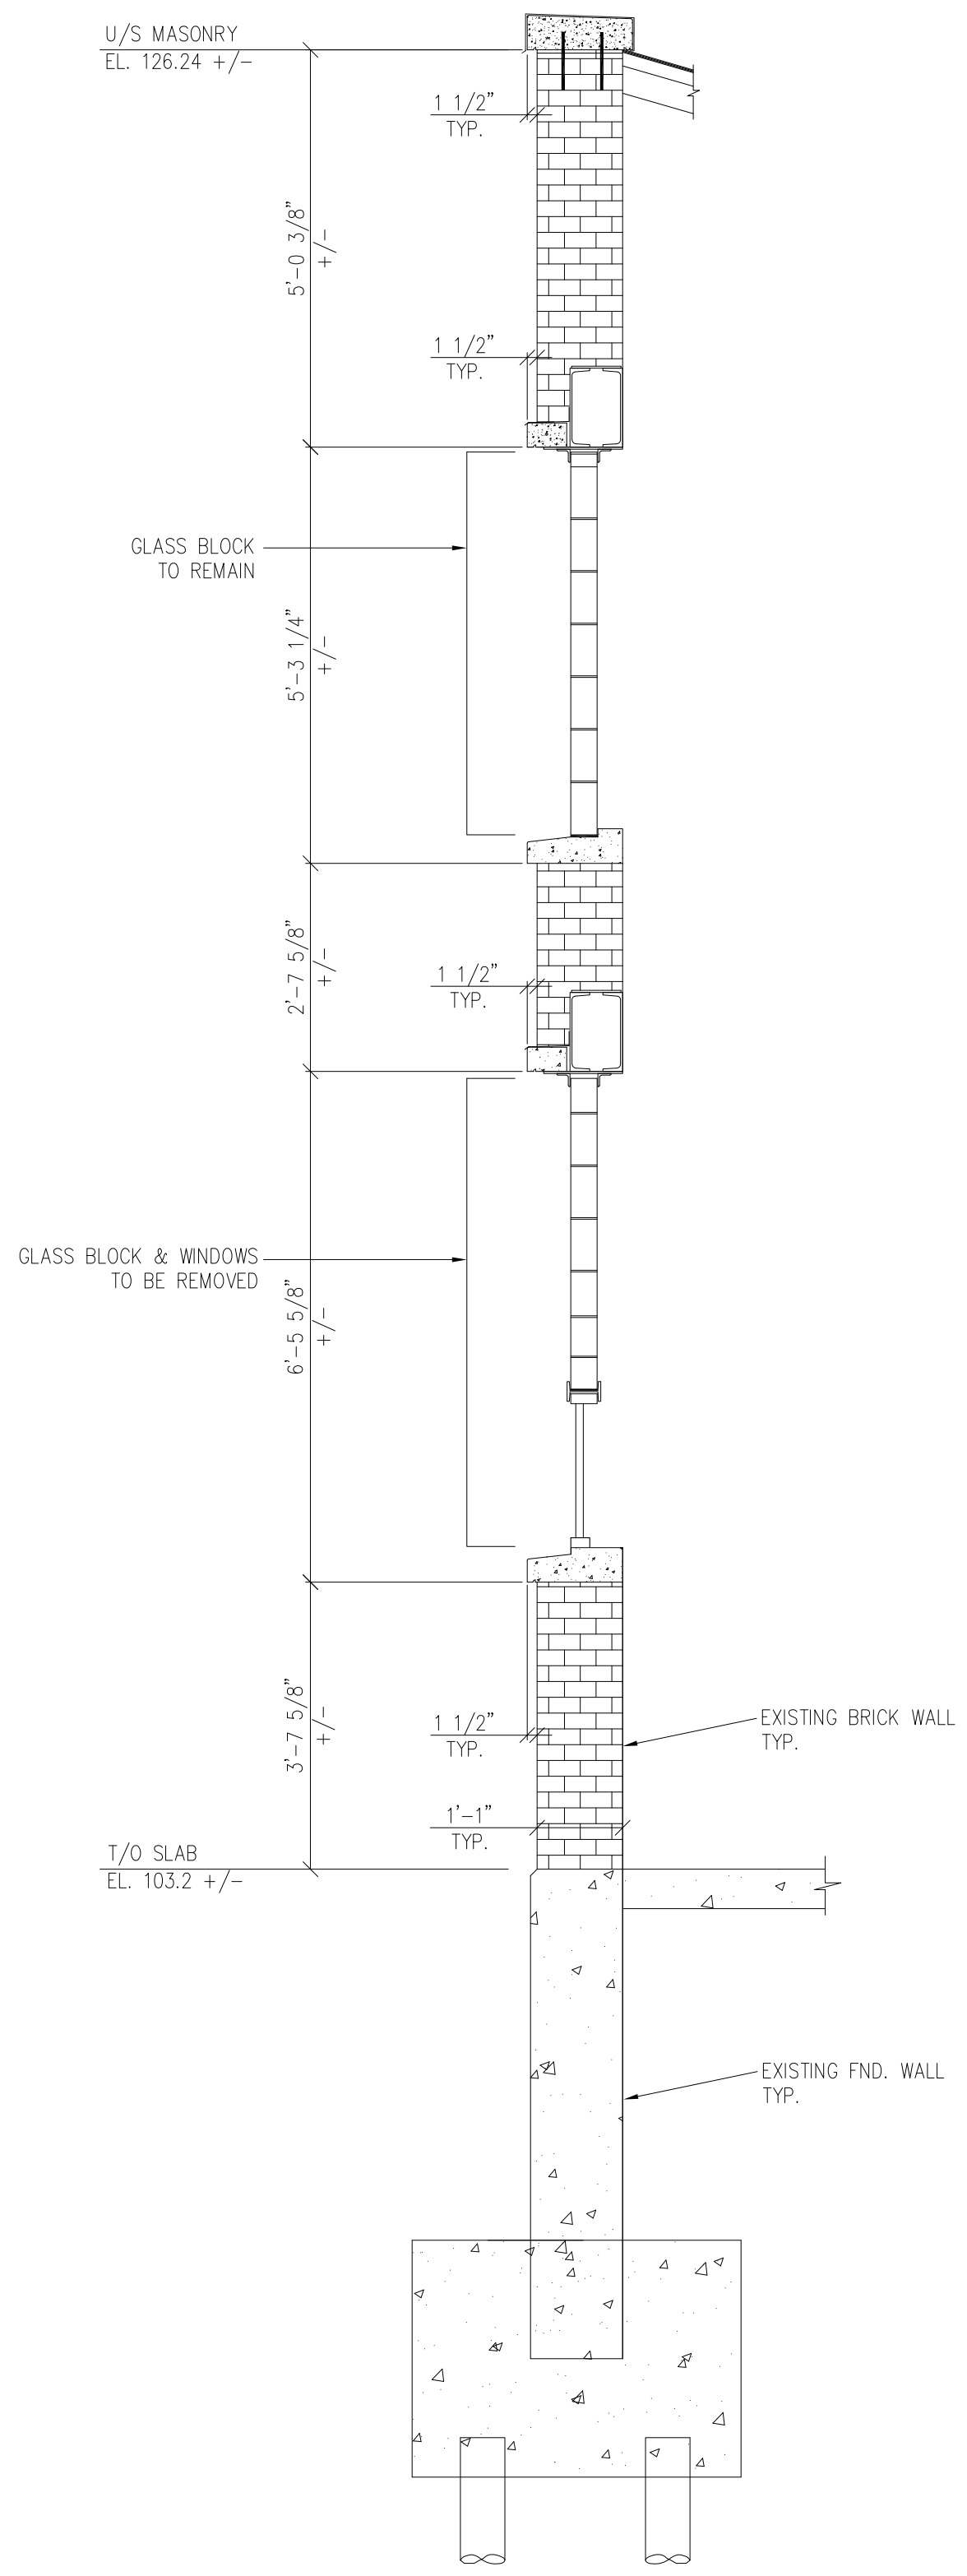 U/S MASONRY
EL. 126.24 +/-
1 1/2"
TYP.
5'-0 3/8"
+/-
1 1/2"
TYP.
GLASS BLOCK
TO REMAIN
5'-3 1/4"
+/-
2'-7 5/8"
+/-
1 1/2"
TYP.
GLASS BLOCK & WINDOWS
TO BE REMOVED
6'-5 5/8"
+/-
3'-7 5/8"
+/-
1 1/2"
TYP.
EXISTING BRICK WALL
TYP.
1'-1"
TYP.
T/O SLAB
EL. 103.2 +/-
EXISTING FND. WALL
TYP.